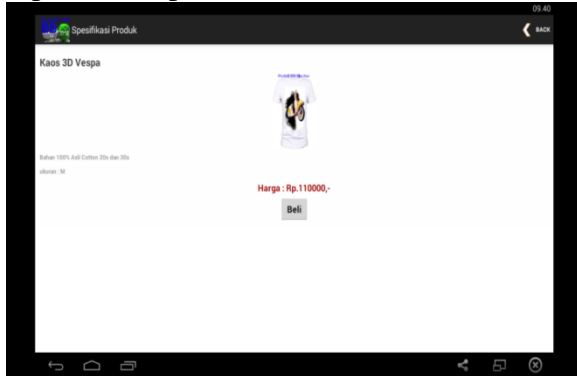 09.40
Spesifikasi Produk
BACK
Kaos 3D Vespa
Bahan 100% Asli Cotton 20s dan 30s
ukuran : M
Harga : Rp.110000,-
Beli